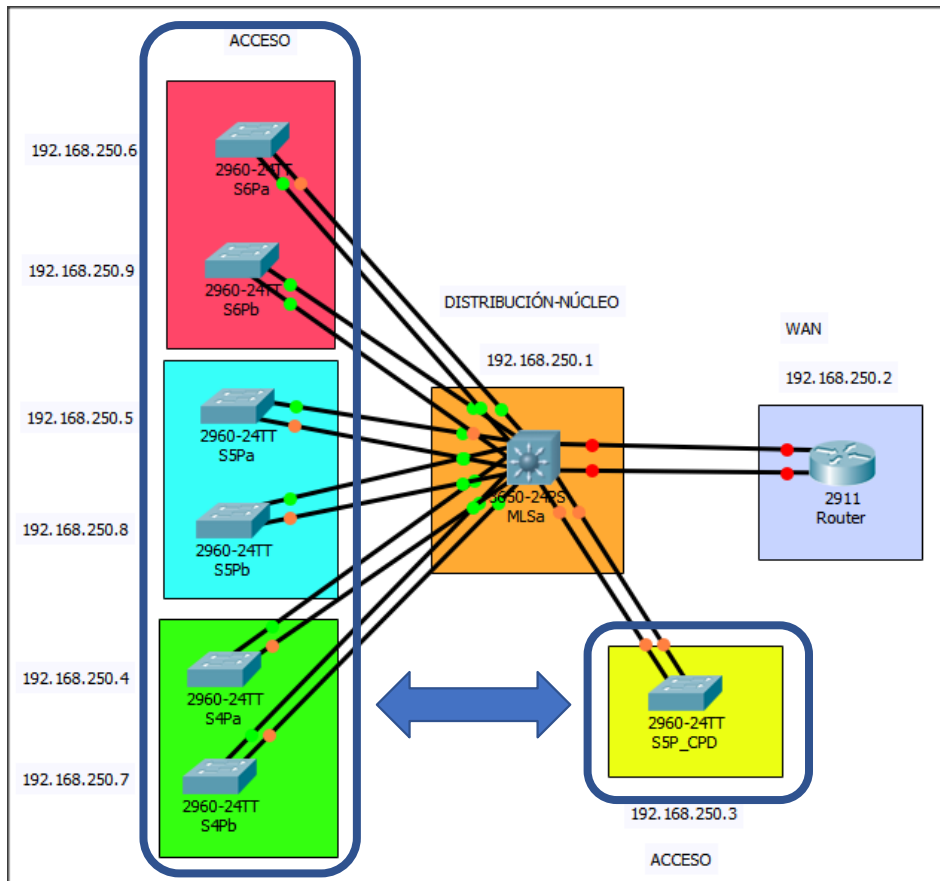 ACCESO
192.168.250.6
2960-24TT
S6Pa
192.168.250.9
2960-24TT
S6Pb
DISTRIBUCIÓN-NÚCLEO
192.168.250.1
WAN
192.168.250.2
192.168.250.5
2960-24TT
S5Pa
3650-24PS
MLSa
2911
Router
192.168.250.8
2960-24TT
S5Pb
192.168.250.4
2960-24TT
S4Pa
2960-24TT
S5P_CPD
192.168.250.7
2960-24TT
S4Pb
192.168.250.3
ACCESO